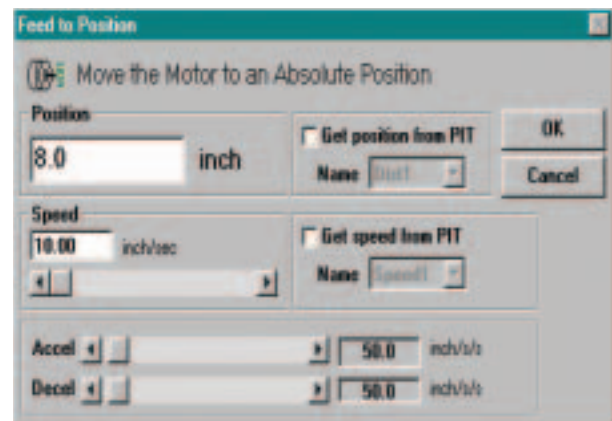 Feed to Position
Move the Motor to an Absolute Position
Position
8.0 inch
Get position from PIT
Name Dist1
OK
Cancel
Speed
10.00 inch/sec
Get speed from PIT
Name Speed1
Accel 50.0 inch/s/s
Decel 50.0 inch/s/s